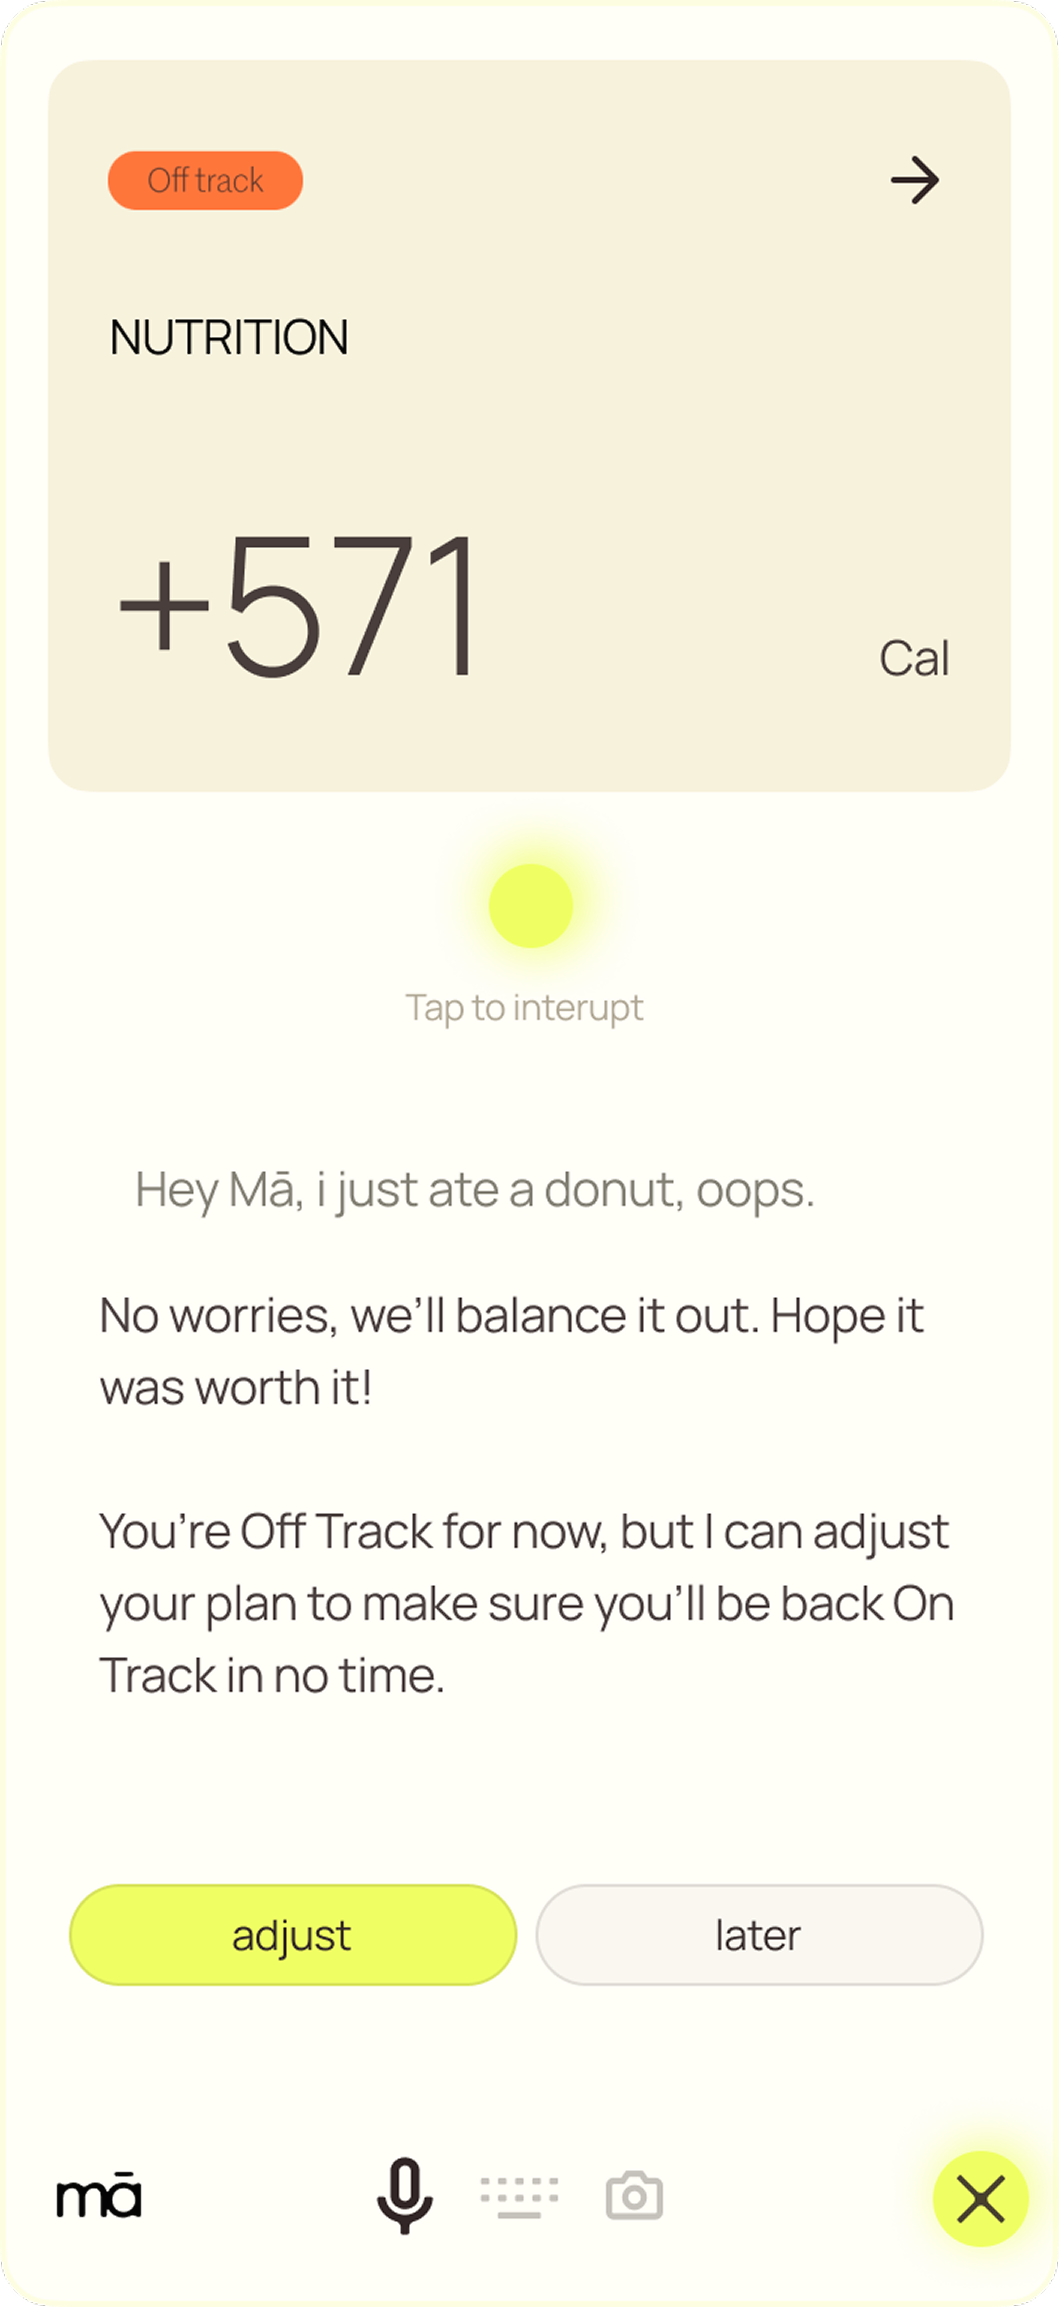 Off track
NUTRITION
+571
Cal
Tap to interupt
Hey Mā, i just ate a donut, oops.
No worries, we’ll balance it out. Hope it
was worth it!
You’re Off Track for now, but I can adjust
your plan to make sure you’ll be back On
Track in no time.
adjust
later
mā